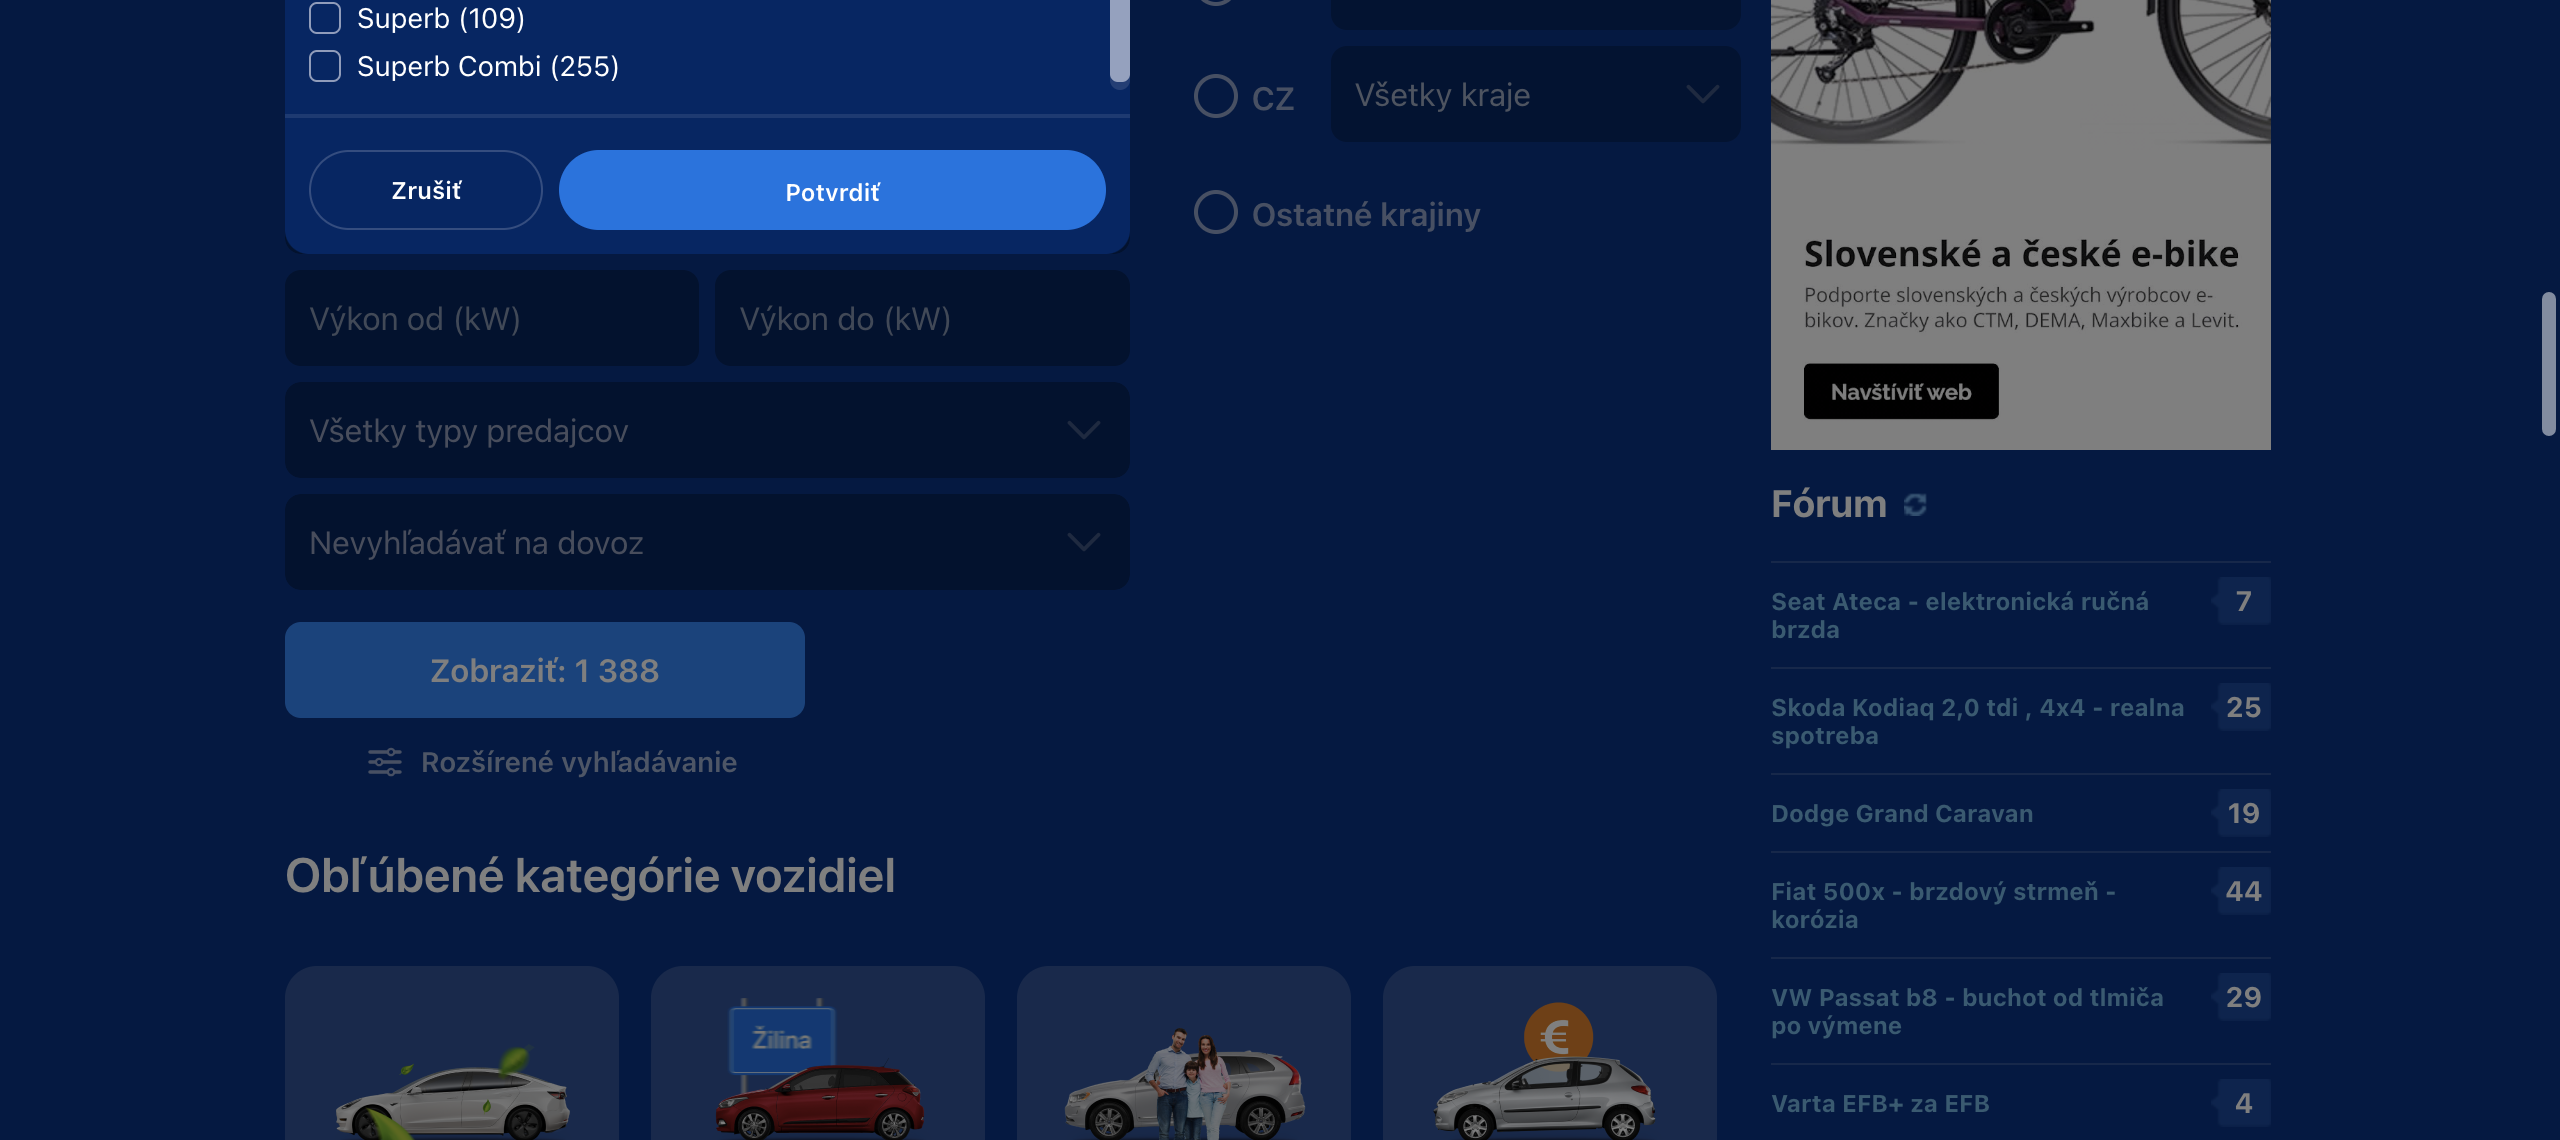 Superb (109)
Superb Combi (255)
Zrušiť
Potvrdiť
Výkon od (kW)
Výkon do (kW)
Všetky typy predajcov
Nevyhľadávať na dovoz
Zobraziť: 1 388
Rozšírené vyhľadávanie
CZ
Všetky kraje
Ostatné krajiny
Obľúbené kategórie vozidiel
Žilina
€
Slovenské a české e-bike
Podporte slovenských a českých výrobcov e-
bikov. Značky ako CTM, DEMA, Maxbike a Levit.
Navštíviť web
Fórum
Seat Ateca - elektronická ručná
brzda
7
Skoda Kodiaq 2,0 tdi , 4x4 - realna
spotreba
25
Dodge Grand Caravan
19
Fiat 500x - brzdový strmeň -
korózia
44
VW Passat b8 - buchot od tlmiča
po výmene
29
Varta EFB+ za EFB
4